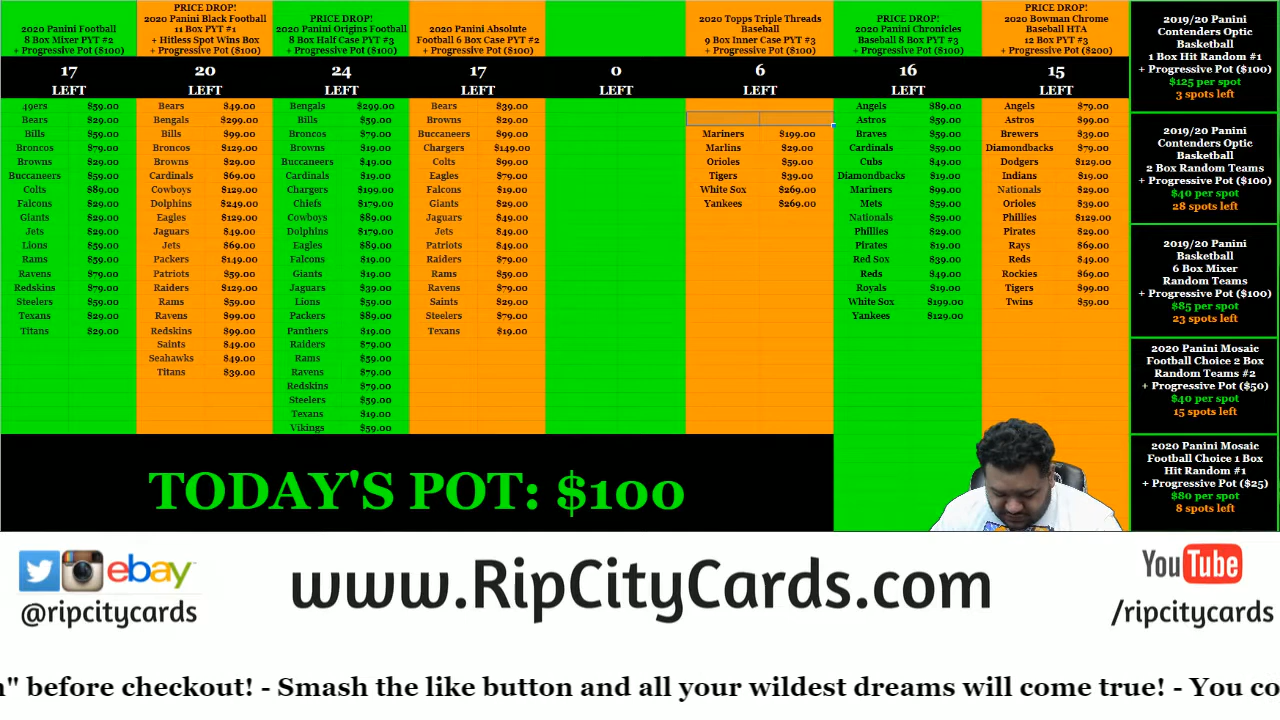 2020 Panini Football
8 Box Mixer PYT #2
+ Progressive Pot ($100)
17
LEFT
49ers $59.00
Bears $29.00
Bills $59.00
Broncos $79.00
Browns $29.00
Buccaneers $59.00
Colts $89.00
Falcons $29.00
Giants $29.00
Jets $29.00
Lions $59.00
Rams $59.00
Ravens $79.00
Redskins $79.00
Steelers $59.00
Texans $29.00
Titans $29.00
PRICE DROP!
2020 Panini Black Football
11 Box PYT #1
+ Hitless Spot Wins Box
+ Progressive Pot ($100)
20
LEFT
Bears $49.00
Bengals $299.00
Bills $99.00
Broncos $129.00
Browns $29.00
Cardinals $69.00
Cowboys $129.00
Dolphins $249.00
Eagles $129.00
Jaguars $49.00
Jets $69.00
Packers $149.00
Patriots $59.00
Raiders $129.00
Rams $59.00
Ravens $99.00
Redskins $99.00
Saints $49.00
Seahawks $49.00
Titans $39.00
PRICE DROP!
2020 Panini Origins Football
8 Box Half Case PYT #3
+ Progressive Pot ($100)
24
LEFT
Bengals $299.00
Bills $59.00
Broncos $79.00
Browns $19.00
Buccaneers $49.00
Cardinals $19.00
Chargers $199.00
Chiefs $179.00
Cowboys $89.00
Dolphins $179.00
Eagles $89.00
Falcons $19.00
Giants $19.00
Jaguars $39.00
Lions $59.00
Packers $89.00
Panthers $19.00
Raiders $79.00
Rams $59.00
Ravens $79.00
Redskins $79.00
Steelers $59.00
Texans $19.00
Vikings $59.00
2020 Panini Absolute
Football 6 Box Case PYT #2
+ Progressive Pot ($100)
17
LEFT
Bears $39.00
Browns $29.00
Buccaneers $99.00
Chargers $149.00
Colts $99.00
Eagles $79.00
Falcons $19.00
Giants $29.00
Jaguars $49.00
Jets $49.00
Patriots $49.00
Raiders $79.00
Rams $59.00
Ravens $79.00
Saints $29.00
Steelers $79.00
Texans $19.00
0
LEFT
2020 Topps Triple Threads
Baseball
9 Box Inner Case PYT #3
+ Progressive Pot ($100)
6
LEFT
Mariners $199.00
Marlins $29.00
Orioles $59.00
Tigers $39.00
White Sox $269.00
Yankees $269.00
PRICE DROP!
2020 Panini Chronicles
Baseball 8 Box PYT #3
+ Progressive Pot ($100)
16
LEFT
Angels $89.00
Astros $59.00
Braves $59.00
Cardinals $59.00
Cubs $49.00
Diamondbacks $19.00
Mariners $99.00
Mets $59.00
Nationals $59.00
Phillies $29.00
Pirates $19.00
Red Sox $39.00
Reds $49.00
Royals $19.00
White Sox $199.00
Yankees $129.00
PRICE DROP!
2020 Bowman Chrome
Baseball HTA
12 Box PYT #3
+ Progressive Pot ($200)
15
LEFT
Angels $79.00
Astros $99.00
Brewers $39.00
Diamondbacks $79.00
Dodgers $129.00
Indians $19.00
Nationals $29.00
Orioles $39.00
Phillies $129.00
Pirates $29.00
Rays $69.00
Reds $49.00
Rockies $69.00
Tigers $99.00
Twins $59.00
2019/20 Panini
Contenders Optic
Basketball
1 Box Hit Random #1
+ Progressive Pot ($100)
$125 per spot
3 spots left
2019/20 Panini
Contenders Optic
Basketball
2 Box Random Teams
+ Progressive Pot ($100)
$40 per spot
28 spots left
2019/20 Panini
Basketball
6 Box Mixer
Random Teams
+ Progressive Pot ($100)
$85 per spot
23 spots left
2020 Panini Mosaic
Football Choice 2 Box
Random Teams #2
+ Progressive Pot ($50)
$40 per spot
15 spots left
2020 Panini Mosaic
Football Choice 1 Box
Hit Random #1
+ Progressive Pot ($25)
$80 per spot
8 spots left
TODAY'S POT: $100
ebay
@ripcitycards
www.RipCityCards.com
YouTube
/ripcitycards
" before checkout! - Smash the like button and all your wildest dreams will come true! - You co